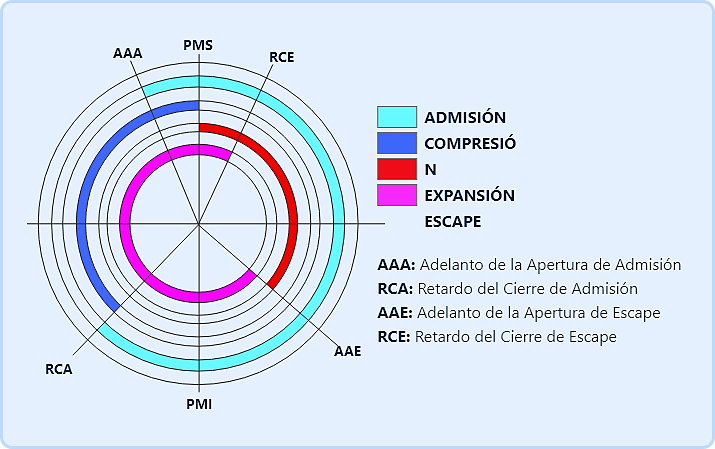 AAA
PMS
RCE
RCA
AAE
PMI
ADMISIÓN
COMPRESIÓ
N
EXPANSIÓN
ESCAPE
AAA: Adelanto de la Apertura de Admisión
RCA: Retardo del Cierre de Admisión
AAE: Adelanto de la Apertura de Escape
RCE: Retardo del Cierre de Escape